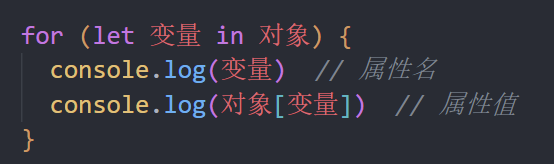 for (let 变量 in 对象) {
  console.log(变量)  // 属性名
  console.log(对象[变量])  // 属性值
}